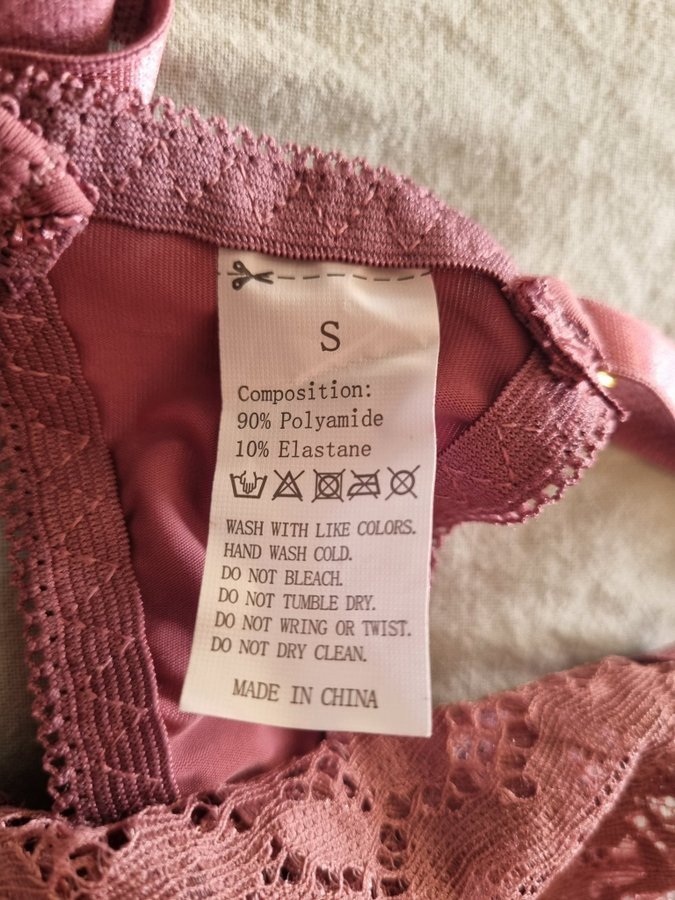 S
Composition:
90% Polyamide
10% Elastane
WASH WITH LIKE COLORS.
HAND WASH COLD.
DO NOT BLEACH.
DO NOT TUMBLE DRY.
DO NOT WRING OR TWIST.
DO NOT DRY CLEAN.
MADE IN CHINA